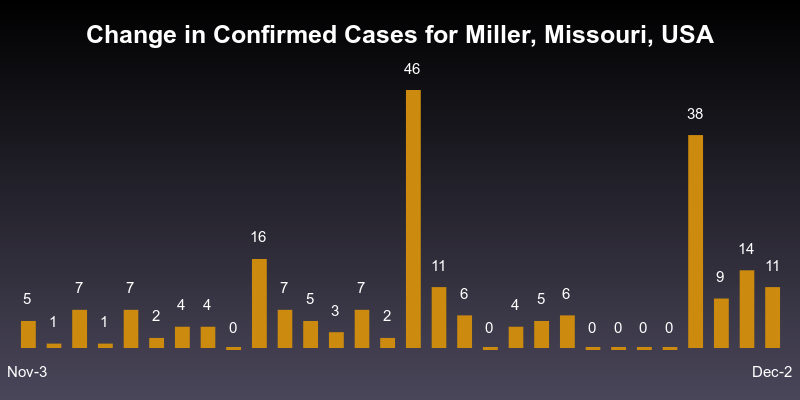 Change in Confirmed Cases for Miller, Missouri, USA
5 1 7 1 7 2 4 4 0 16 7 5 3 7 2 46 11 6 0 4 5 6 0 0 0 0 38 9 14 11
Nov-3 Dec-2